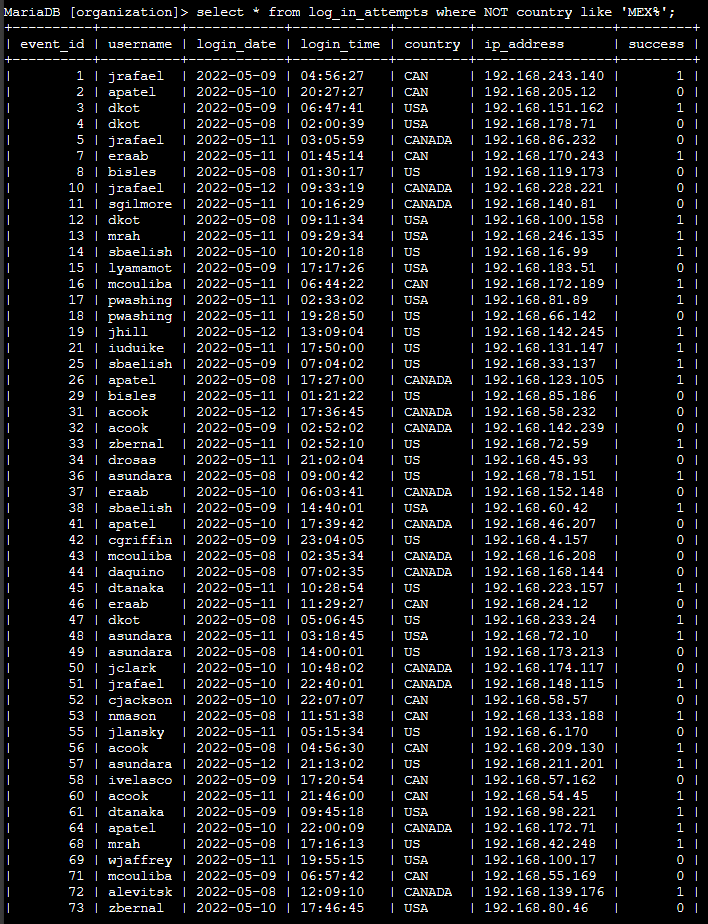 MariaDB [organization]> select * from log_in_attempts where NOT country like 'MEX%';
+----------+----------+------------+------------+---------+-----------------+---------+
| event_id | username | login_date | login_time | country | ip_address      | success |
+----------+----------+------------+------------+---------+-----------------+---------+
|        1 | jrafael  | 2022-05-09 | 04:56:27   | CAN     | 192.168.243.140 |       1 |
|        2 | apatel   | 2022-05-10 | 20:27:27   | CAN     | 192.168.205.12  |       0 |
|        3 | dkot     | 2022-05-09 | 06:47:41   | USA     | 192.168.151.162 |       1 |
|        4 | dkot     | 2022-05-08 | 02:00:39   | USA     | 192.168.178.71  |       0 |
|        5 | jrafael  | 2022-05-11 | 03:05:59   | CANADA  | 192.168.86.232  |       0 |
|        7 | eraab    | 2022-05-11 | 01:45:14   | CAN     | 192.168.170.243 |       1 |
|        8 | bisles   | 2022-05-08 | 01:30:17   | US      | 192.168.119.173 |       0 |
|       10 | jrafael  | 2022-05-12 | 09:33:19   | CANADA  | 192.168.228.221 |       0 |
|       11 | sgilmore | 2022-05-11 | 10:16:29   | CANADA  | 192.168.140.81  |       0 |
|       12 | dkot     | 2022-05-08 | 09:11:34   | USA     | 192.168.100.158 |       1 |
|       13 | mrah     | 2022-05-11 | 09:29:34   | USA     | 192.168.246.135 |       1 |
|       14 | sbaelish | 2022-05-10 | 10:20:18   | US      | 192.168.16.99   |       1 |
|       15 | lyamamot | 2022-05-09 | 17:17:26   | USA     | 192.168.183.51  |       0 |
|       16 | mcouliba | 2022-05-11 | 06:44:22   | CAN     | 192.168.172.189 |       1 |
|       17 | pwashing | 2022-05-11 | 02:33:02   | USA     | 192.168.81.89   |       1 |
|       18 | pwashing | 2022-05-11 | 19:28:50   | US      | 192.168.66.142  |       0 |
|       19 | jhill    | 2022-05-12 | 13:09:04   | US      | 192.168.142.245 |       1 |
|       21 | iuduike  | 2022-05-11 | 17:50:00   | US      | 192.168.131.147 |       1 |
|       25 | sbaelish | 2022-05-09 | 07:04:02   | US      | 192.168.33.137  |       1 |
|       26 | apatel   | 2022-05-08 | 17:27:00   | CANADA  | 192.168.123.105 |       1 |
|       29 | bisles   | 2022-05-11 | 01:21:22   | US      | 192.168.85.186  |       0 |
|       31 | acook    | 2022-05-12 | 17:36:45   | CANADA  | 192.168.58.232  |       0 |
|       32 | acook    | 2022-05-09 | 02:52:02   | CANADA  | 192.168.142.239 |       0 |
|       33 | zbernal  | 2022-05-11 | 02:52:10   | US      | 192.168.72.59   |       1 |
|       34 | drosas   | 2022-05-11 | 21:02:04   | US      | 192.168.45.93   |       0 |
|       36 | asundara | 2022-05-08 | 09:00:42   | US      | 192.168.78.151  |       1 |
|       37 | eraab    | 2022-05-10 | 06:03:41   | CANADA  | 192.168.152.148 |       0 |
|       38 | sbaelish | 2022-05-09 | 14:40:01   | USA     | 192.168.60.42   |       1 |
|       41 | apatel   | 2022-05-10 | 17:39:42   | CANADA  | 192.168.46.207  |       0 |
|       42 | cgriffin | 2022-05-09 | 23:04:05   | US      | 192.168.4.157   |       0 |
|       43 | mcouliba | 2022-05-08 | 02:35:34   | CANADA  | 192.168.16.208  |       0 |
|       44 | daquino  | 2022-05-08 | 07:02:35   | CANADA  | 192.168.168.144 |       0 |
|       45 | dtanaka  | 2022-05-11 | 10:28:54   | US      | 192.168.223.157 |       1 |
|       46 | eraab    | 2022-05-11 | 11:29:27   | CAN     | 192.168.24.12   |       0 |
|       47 | dkot     | 2022-05-08 | 05:06:45   | US      | 192.168.233.24  |       1 |
|       48 | asundara | 2022-05-11 | 03:18:45   | USA     | 192.168.72.10   |       1 |
|       49 | asundara | 2022-05-08 | 14:00:01   | US      | 192.168.173.213 |       0 |
|       50 | jclark   | 2022-05-10 | 10:48:02   | CANADA  | 192.168.174.117 |       0 |
|       51 | jrafael  | 2022-05-10 | 22:40:01   | CANADA  | 192.168.148.115 |       1 |
|       52 | cjackson | 2022-05-10 | 22:07:07   | CAN     | 192.168.58.57   |       0 |
|       53 | nmason   | 2022-05-08 | 11:51:38   | CAN     | 192.168.133.188 |       1 |
|       55 | jlansky  | 2022-05-11 | 05:15:34   | US      | 192.168.6.170   |       0 |
|       56 | acook    | 2022-05-08 | 04:56:30   | CAN     | 192.168.209.130 |       1 |
|       57 | asundara | 2022-05-12 | 21:13:02   | US      | 192.168.211.201 |       0 |
|       58 | ivelasco | 2022-05-09 | 17:20:54   | CAN     | 192.168.57.162  |       0 |
|       60 | acook    | 2022-05-11 | 21:46:00   | CAN     | 192.168.54.45   |       1 |
|       61 | dtanaka  | 2022-05-09 | 09:45:18   | USA     | 192.168.98.221  |       1 |
|       64 | apatel   | 2022-05-10 | 22:00:09   | CANADA  | 192.168.172.71  |       1 |
|       68 | mrah     | 2022-05-08 | 17:16:13   | US      | 192.168.42.248  |       1 |
|       69 | wjaffrey | 2022-05-11 | 19:55:15   | USA     | 192.168.100.17  |       0 |
|       71 | mcouliba | 2022-05-09 | 06:57:42   | CAN     | 192.168.55.169  |       0 |
|       72 | alevitsk | 2022-05-08 | 12:09:10   | CANADA  | 192.168.139.176 |       1 |
|       73 | zbernal  | 2022-05-10 | 17:46:45   | USA     | 192.168.80.46   |       0 |